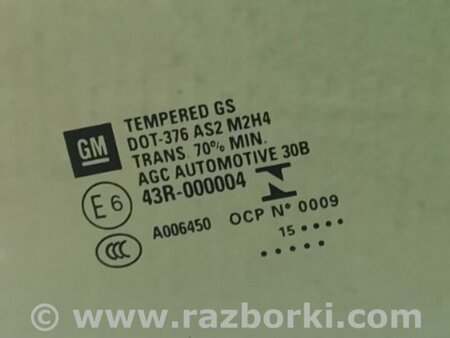 TEMPERED GS
DOT-376 AS2 M2H4
GM
TRANS. 70% MIN.
AGC AUTOMOTIVE 30B
43R-000004
E6
CCC
A006450 OCP N° 0009
15 • • • •
• • • • •
© www.razborki.com